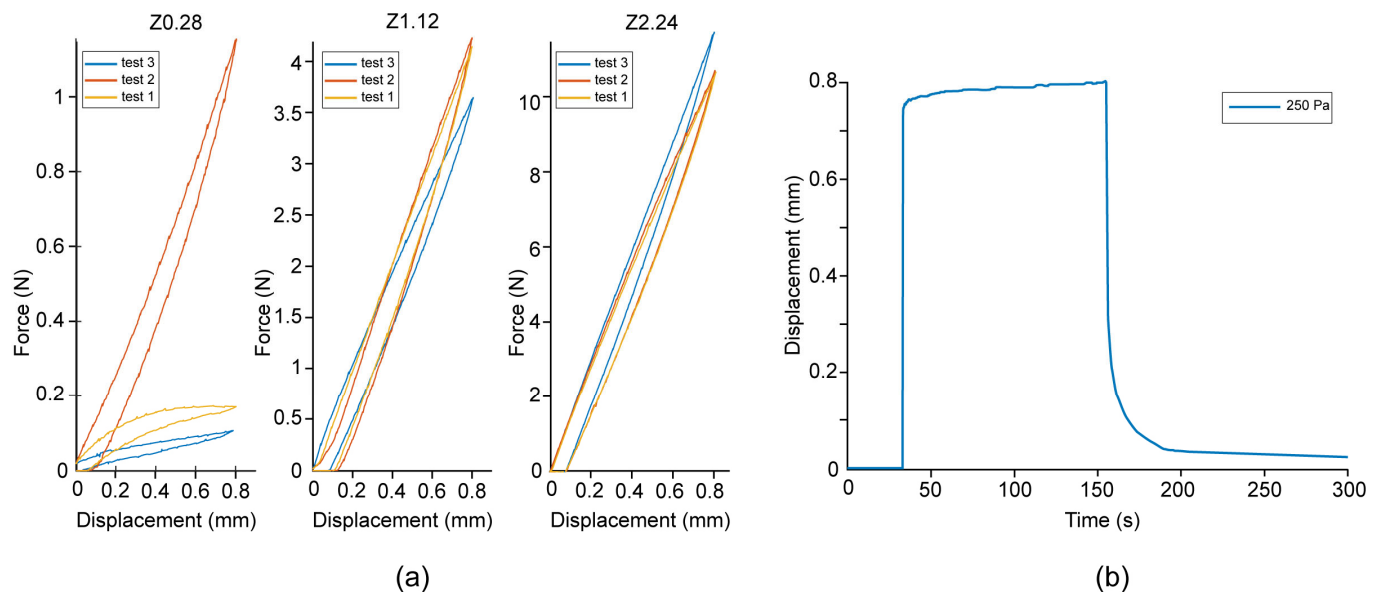 Z0.28
test 3
test 2
test 1
1
0.8
0.6
0.4
0.2
0
Force (N)
0 0.2 0.4 0.6 0.8
Displacement (mm)
Z1.12
test 3
test 2
test 1
4
3.5
3
2.5
2
1.5
1
0.5
0
Force (N)
0 0.2 0.4 0.6 0.8
Displacement (mm)
Z2.24
test 3
test 2
test 1
10
8
6
4
2
0
Force (N)
0 0.2 0.4 0.6 0.8
Displacement (mm)
(a)
0.8
0.6
0.8
0.4
0.2
0
Displacement (mm)
250 Pa
0 50 100 150 200 250 300
Time (s)
(b)